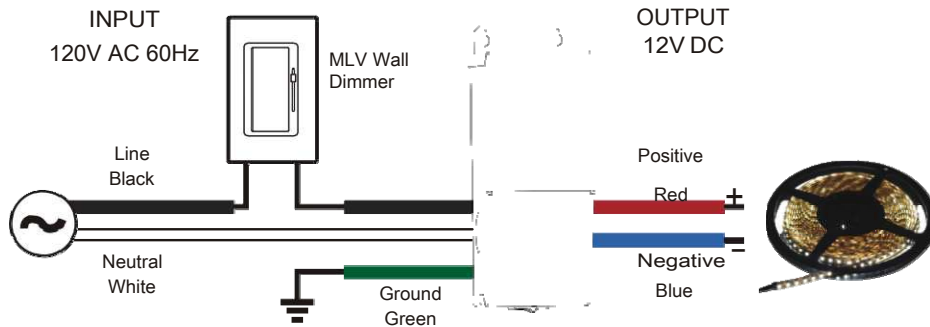 INPUT
120V AC 60Hz
MLV Wall
Dimmer
OUTPUT
12V DC
Line
Black
Positive
Red
+
Neutral
White
Ground
Green
Negative
Blue
–